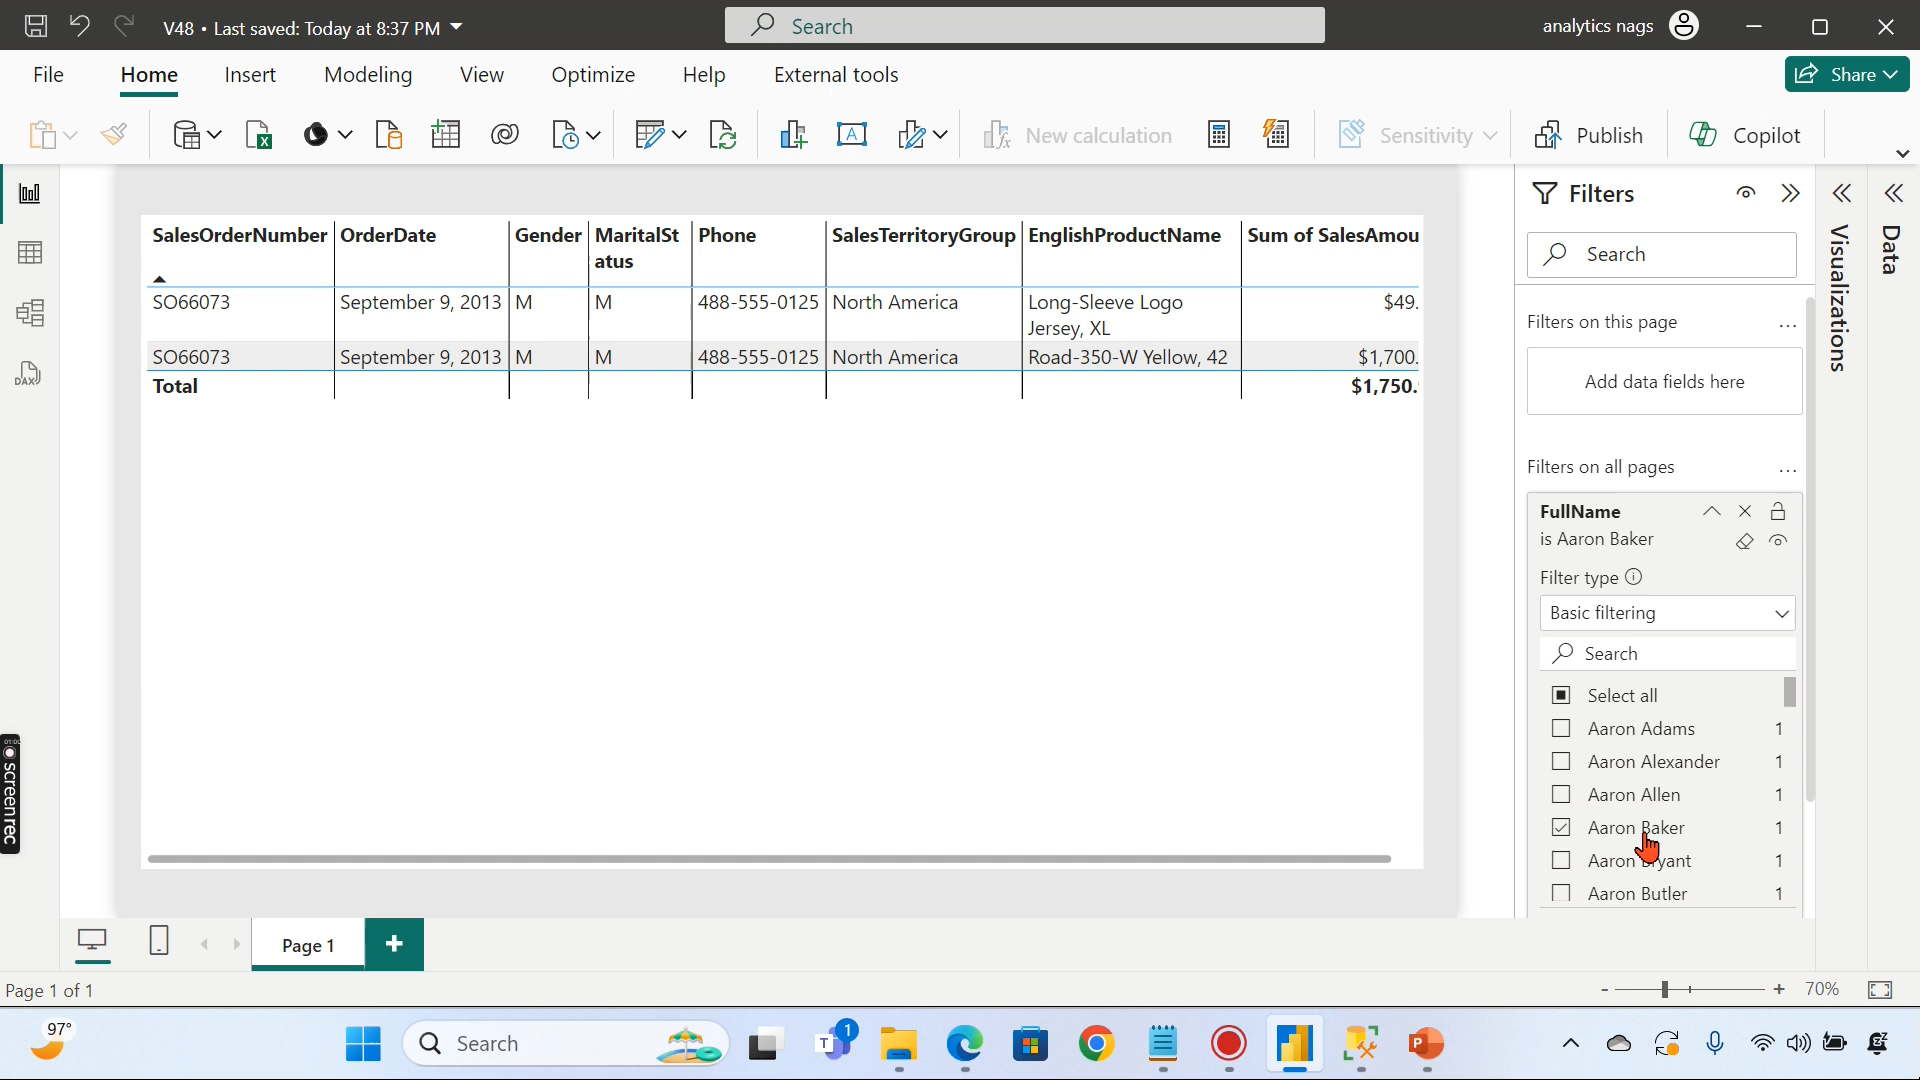 V48 • Last saved: Today at 8:37 PM
Search
analytics nags
File Home Insert Modeling View Optimize Help External tools
Share
New calculation
Sensitivity
Publish
Copilot
SalesOrderNumber OrderDate Gender MaritalSt SalesTerritoryGroup EnglishProductName Sum of SalesAmou
atus
Phone
SO66073 September 9, 2013 M M 488-555-0125 North America Long-Sleeve Logo $49.
Jersey, XL
SO66073 September 9, 2013 M M 488-555-0125 North America Road-350-W Yellow, 42 $1,700.
Total $1,750.
Filters
Search
Filters on this page ...
Add data fields here
Filters on all pages ...
FullName
is Aaron Baker
Filter type
Basic filtering
Search
Select all
Aaron Adams 1
Aaron Alexander 1
Aaron Allen 1
Aaron Baker 1
Aaron Bryant 1
Aaron Butler 1
Visualizations
Data
DAX
screenrec
Page 1
+
Page 1 of 1
- + 70%
97°
Search
T 1
P